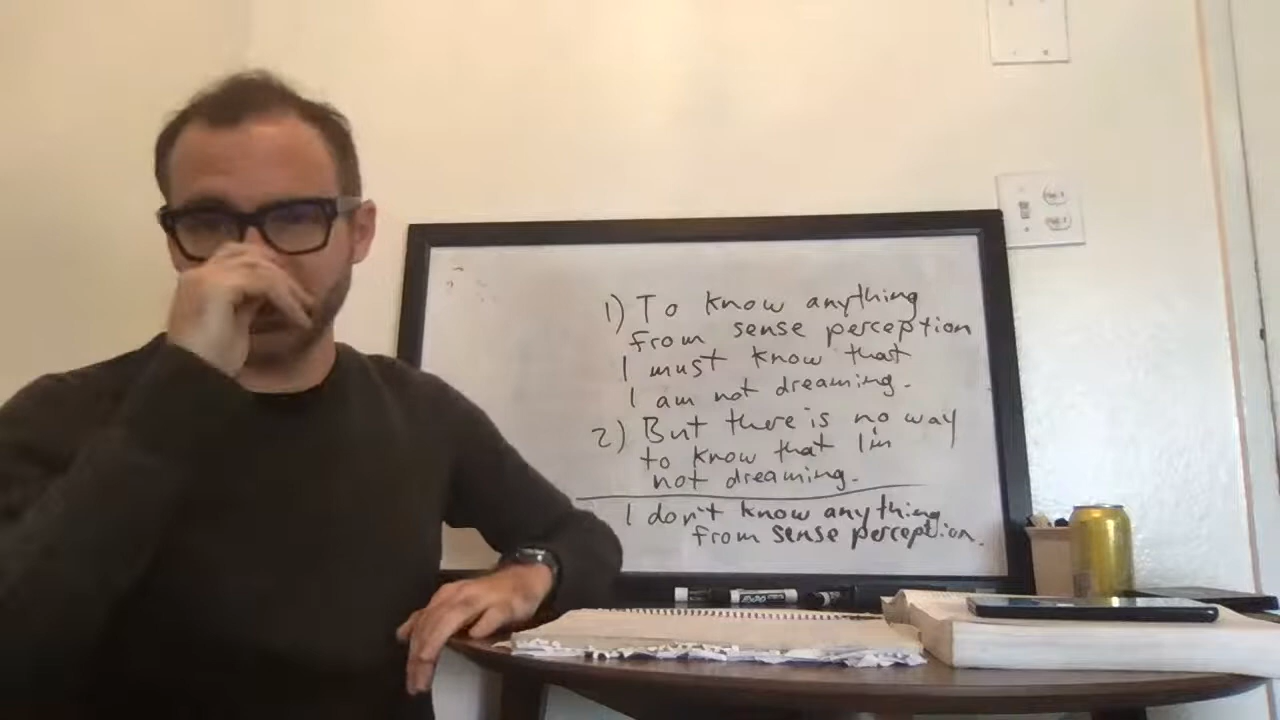 1) To know anything
from sense perception
I must know that
I am not dreaming.
2) But there is no way
to know that I'm
not dreaming.
I don't know anything
from sense perception.